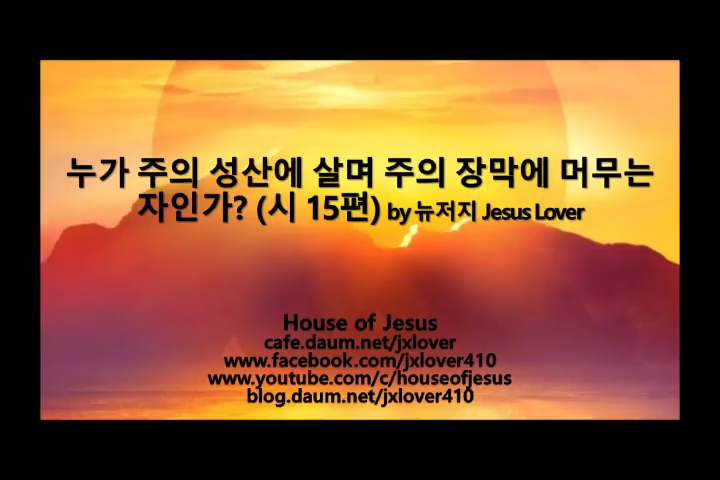 누가 주의 성산에 살며 주의 장막에 머무는
자인가? (시 15편) by 뉴저지 Jesus Lover
House of Jesus
cafe.daum.net/jxlover
www.facebook.com/jxlover410
www.youtube.com/c/houseofjesus
blog.daum.net/jxlover410